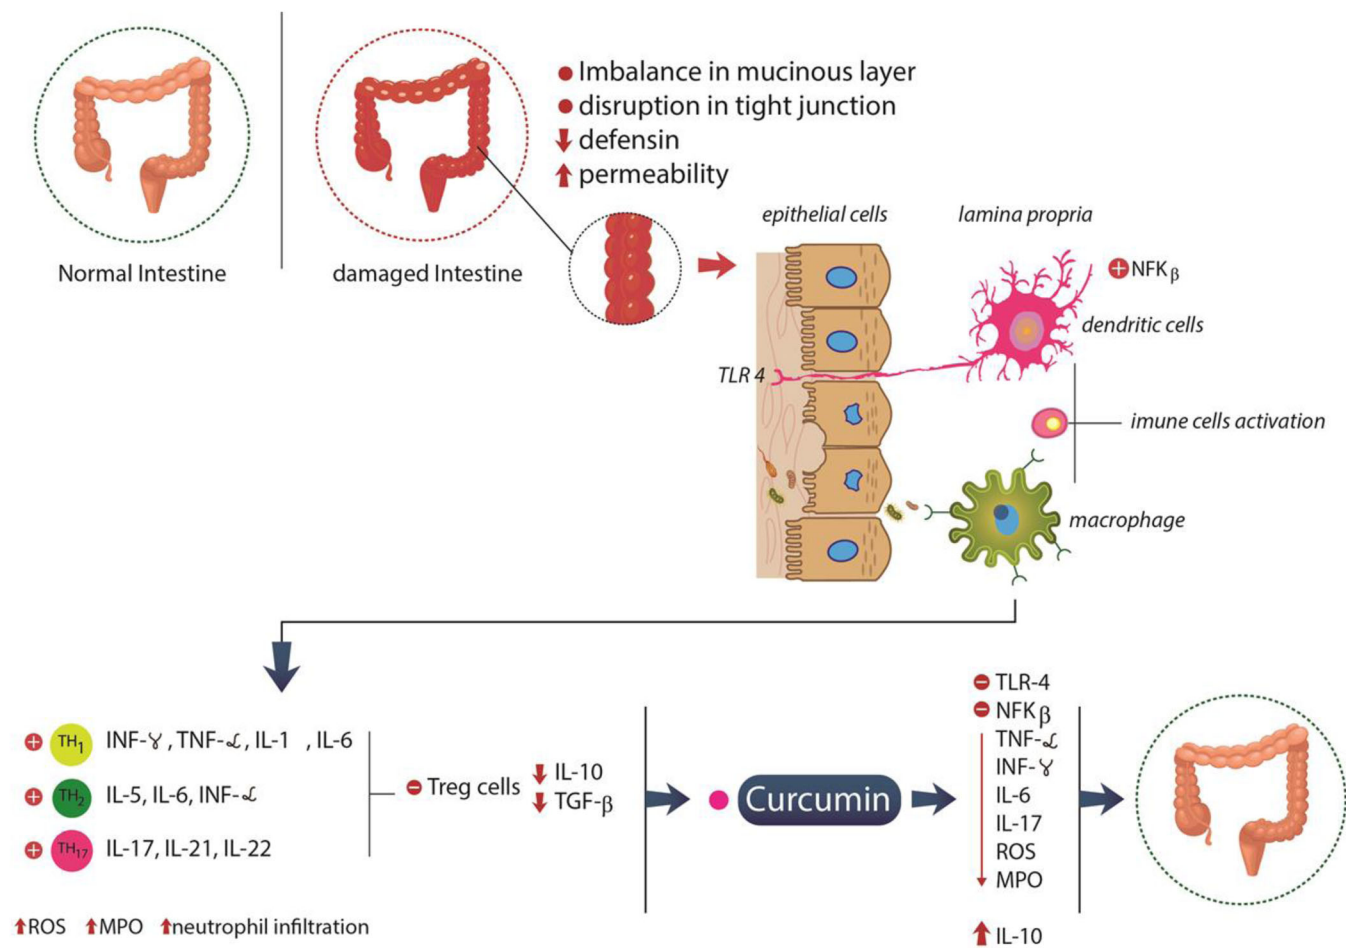 Imbalance in mucinous layer
disruption in tight junction
defensin
permeability
Normal Intestine
damaged Intestine
epithelial cells
lamina propria
NFKβ
dendritic cells
TLR 4
imune cells activation
macrophage
TH1 INF-γ , TNF-α, IL-1 , IL-6
TH2 IL-5, IL-6, INF-α
TH17 IL-17, IL-21, IL-22
Treg cells
IL-10
TGF-β
ROS MPO neutrophil infiltration
Curcumin
TLR-4
NFKβ
TNF-α
INF-γ
IL-6
IL-17
ROS
MPO
IL-10